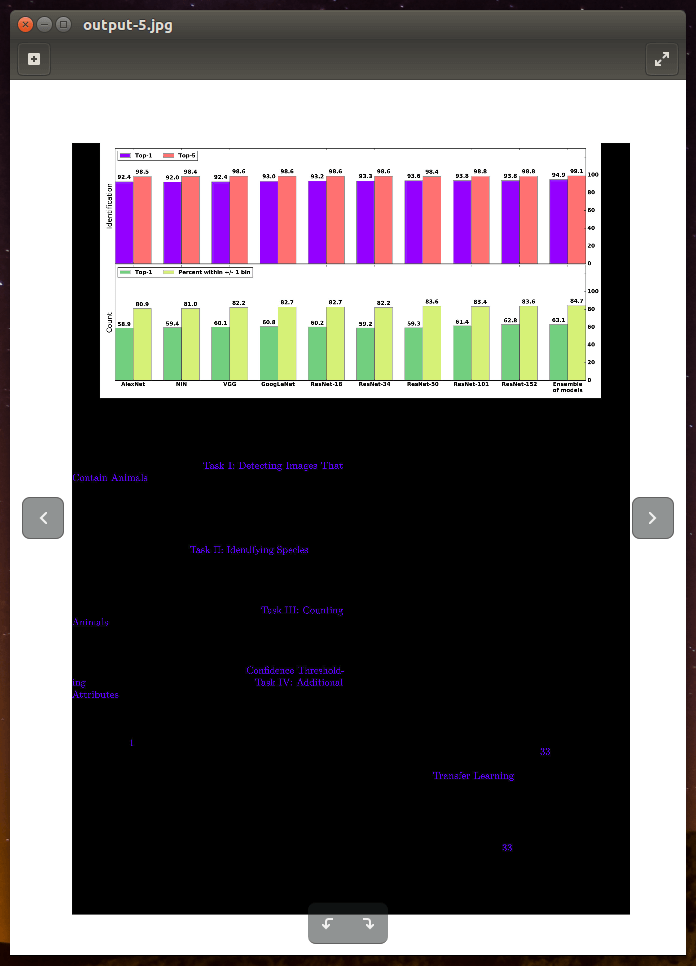 output-5.jpg
Top-1 Top-5
Identification
92.4 98.5 92.0 98.4 92.4 98.6 93.0 98.6 93.2 98.6 93.3 98.6 93.6 98.4 93.8 98.8 93.8 98.8 94.9 99.1
100
80
60
40
20
0
Top-1 Percent within +/- 1 bin
Count
58.9 80.9 59.4 81.0 60.1 82.2 60.8 82.7 60.2 82.7 59.2 82.2 59.3 83.6 61.4 83.4 62.8 83.6 63.1 84.7
100
80
60
40
20
0
AlexNet NIN VGG GoogLeNet ResNet-18 ResNet-34 ResNet-50 ResNet-101 ResNet-152 Ensemble
of models
Task I: Detecting Images That
Contain Animals
Task II: Identifying Species
Task III: Counting
Animals
Confidence Threshold-
ing Task IV: Additional
Attributes
33
Transfer Learning
33